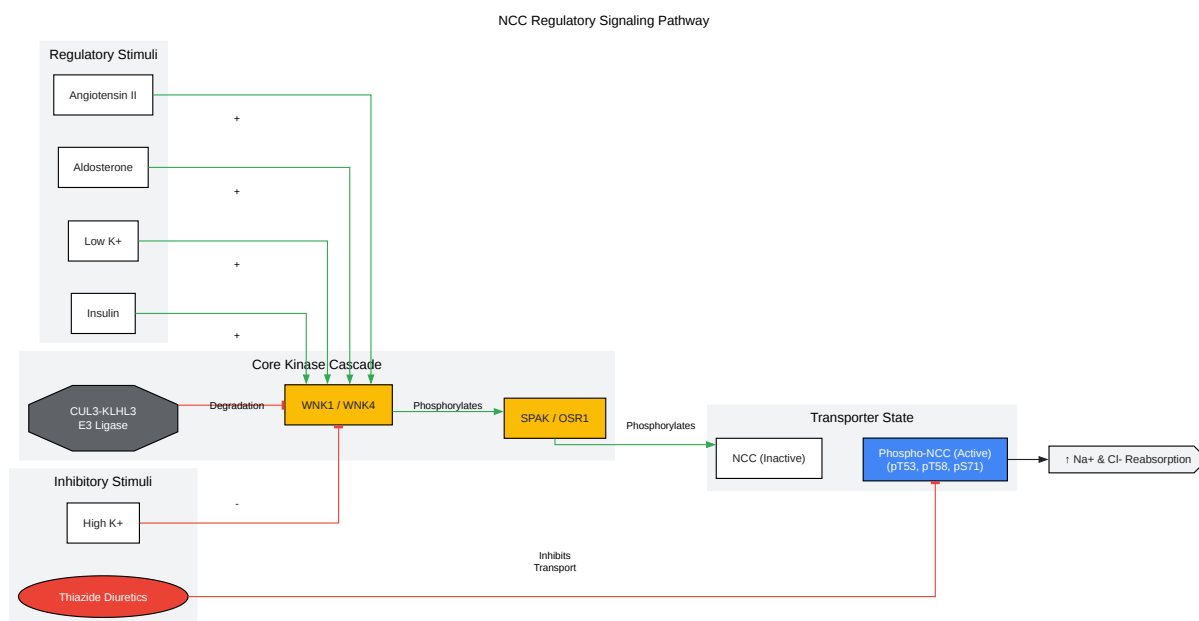 NCC Regulatory Signaling Pathway
Regulatory Stimuli
Angiotensin II
+
Aldosterone
+
Low K+
+
Insulin
+
Core Kinase Cascade
CUL3-KLHL3
E3 Ligase
Degradation
WNK1 / WNK4
Phosphorylates
SPAK / OSR1
Phosphorylates
Transporter State
NCC (Inactive)
Phospho-NCC (Active)
(pT53, pT58, pS71)
↑ Na+ & Cl- Reabsorption
Inhibitory Stimuli
High K+
-
Thiazide Diuretics
Inhibits
Transport